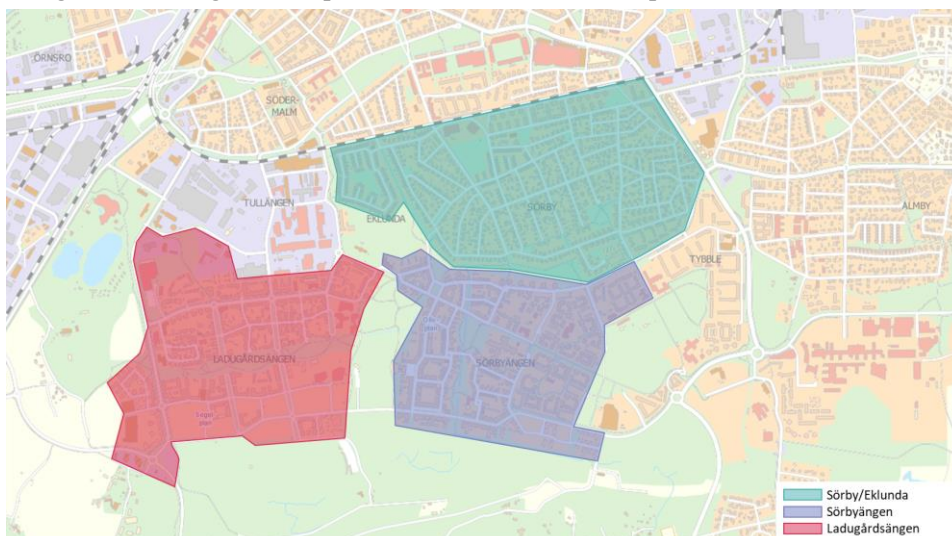 ÖRNSRO
SÖDER-
MALM
TULLÄNGEN
EKLUNDA
SÖRBY
ALMBY
TYBBLE
LADUGÅRDSÄNGEN
SÖRBYÄNGEN
Sörby/Eklunda
Sörbyängen
Ladugårdsängen